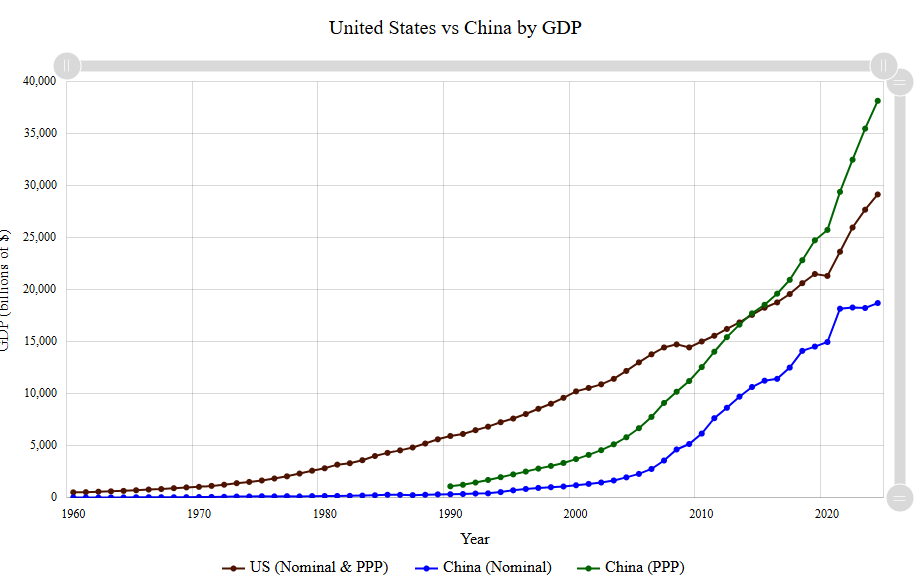 United States vs China by GDP
40,000
35,000
30,000
25,000
20,000
15,000
10,000
5,000
0
GDP (billions of $)
1960 1970 1980 1990 2000 2010 2020
Year
US (Nominal & PPP) China (Nominal) China (PPP)